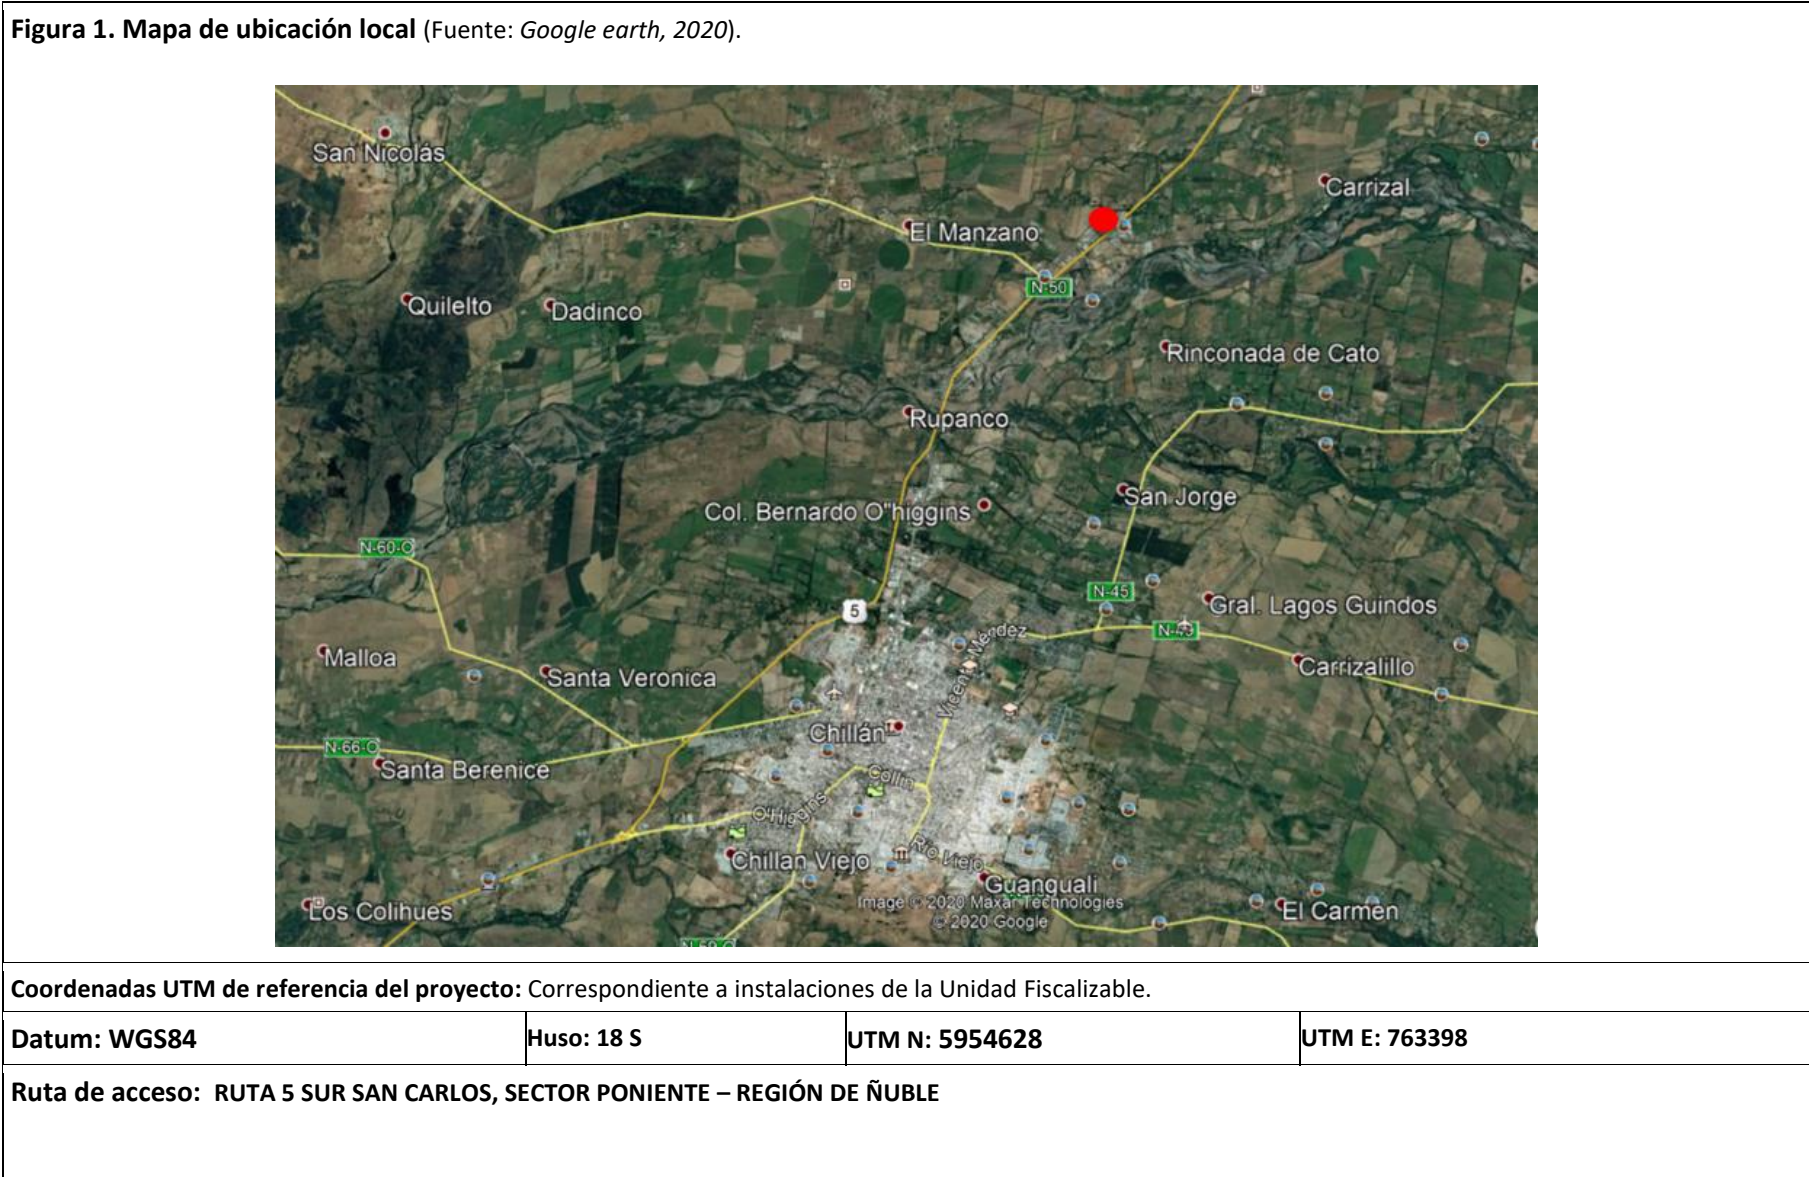 Figura 1. Mapa de ubicación local (Fuente: Google earth, 2020).
San Nicolás
Carrizal
El Manzano
N-50
Quilelto
Dadinco
Rinconada de Cato
Rupanco
San Jorge
Col. Bernardo O"higgins
N-60-O
N-45
Gral. Lagos Guindos
5
Vicente Méndez
Malloa
Carrizalillo
Santa Veronica
Chillán
N-66-O
Santa Berenice
Collin
O'Higgins
Río Viejo
Chillan Viejo
Guanquali
Image © 2020 Maxar Technologies
© 2020 Google
Los Colihues
El Carmen
Coordenadas UTM de referencia del proyecto: Correspondiente a instalaciones de la Unidad Fiscalizable.
Datum: WGS84 Huso: 18 S UTM N: 5954628 UTM E: 763398
Ruta de acceso: RUTA 5 SUR SAN CARLOS, SECTOR PONIENTE – REGIÓN DE ÑUBLE